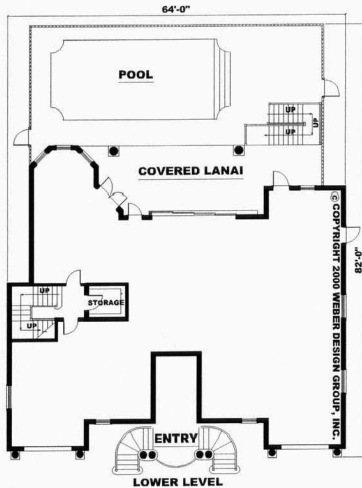 64'-0"
POOL
UP
UP
UP
COVERED LANAI
© COPYRIGHT 2000 WEBER DESIGN GROUP, INC.
82'-0"
UP
STORAGE
UP
ENTRY
LOWER LEVEL